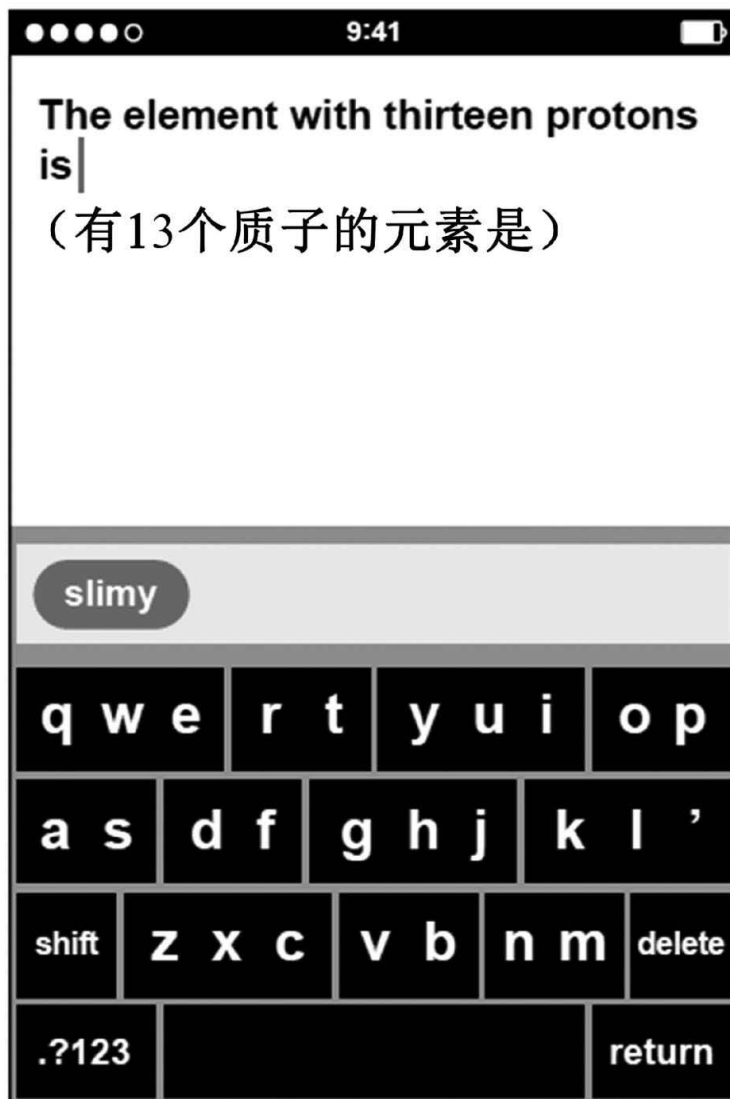 9:41
The element with thirteen protons
is
（有13个质子的元素是）
slimy
q w e r t y u i o p
a s d f g h j k l ’
shift z x c v b n m delete
.?123 return